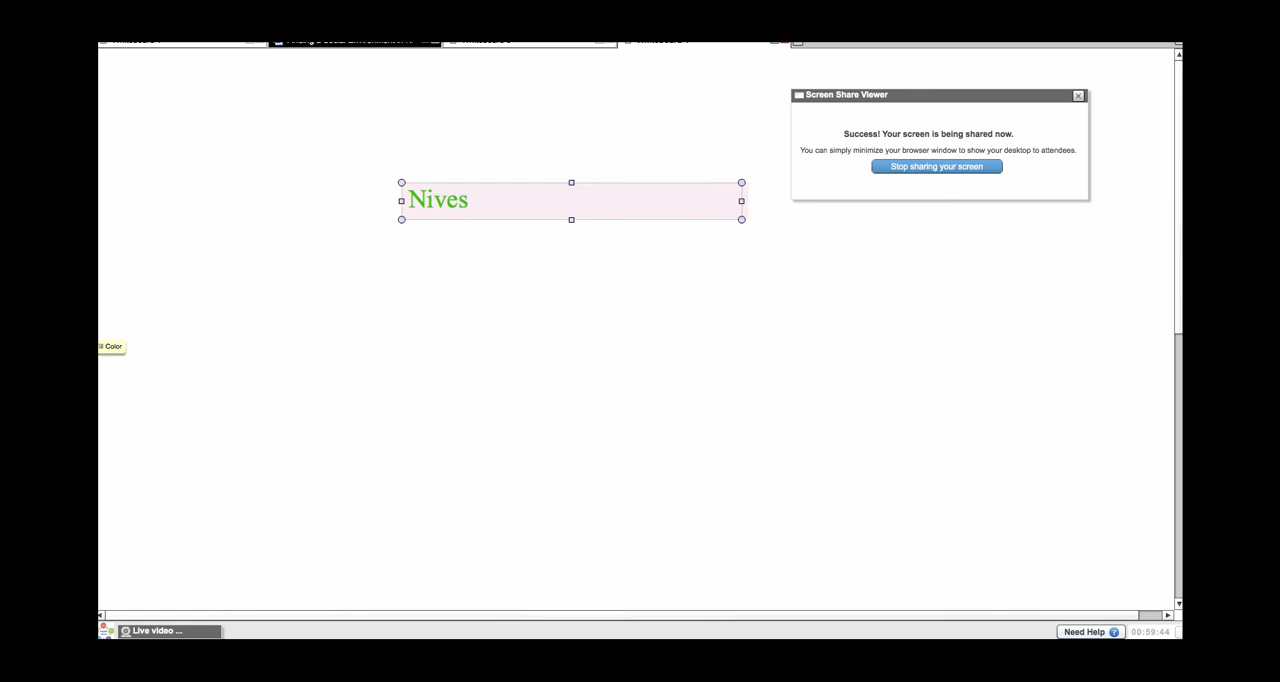 Screen Share Viewer
Success! Your screen is being shared now.
You can simply minimize your browser window to show your desktop to attendees.
Stop sharing your screen
Nives
Color
Live video ...
Need Help ?
00:59:44